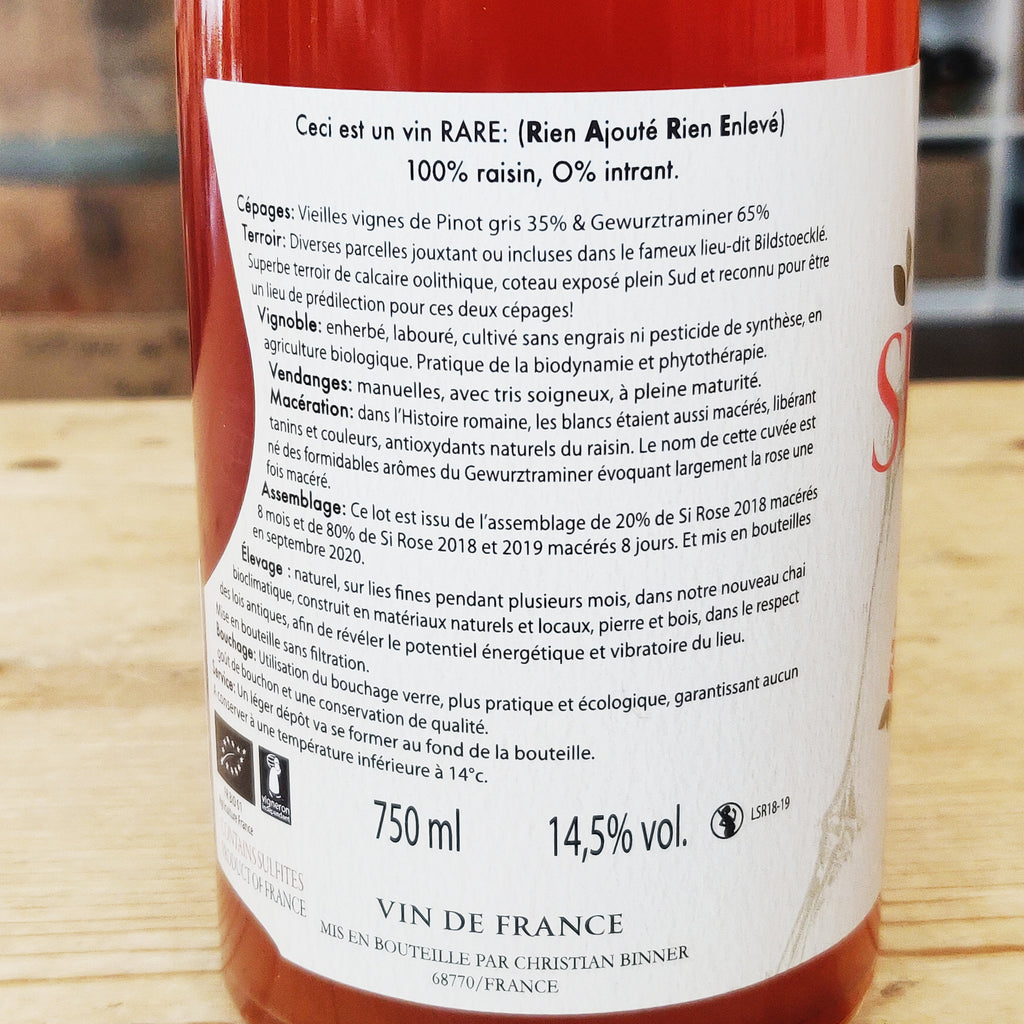 Ceci est un vin RARE: (Rien Ajouté Rien Enlevé)
100% raisin, 0% intrant.
Cépages: Vieilles vignes de Pinot gris 35% & Gewurztraminer 65%
Terroir: Diverses parcelles jouxtant ou incluses dans le fameux lieu-dit Bildstoecklé.
Superbe terroir de calcaire oolithique, coteau exposé plein Sud et reconnu pour être
un lieu de prédilection pour ces deux cépages!
Vignoble: enherbé, labouré, cultivé sans engrais ni pesticide de synthèse, en
agriculture biologique. Pratique de la biodynamie et phytothérapie.
Vendanges: manuelles, avec tris soigneux, à pleine maturité.
Macération: dans l'Histoire romaine, les blancs étaient aussi macérés, libérant
tanins et couleurs, antioxydants naturels du raisin. Le nom de cette cuvée est
né des formidables arômes du Gewurztraminer évoquant largement la rose une
fois macéré.
Assemblage: Ce lot est issu de l'assemblage de 20% de Si Rose 2018 macérés
8 mois et de 80% de Si Rose 2018 et 2019 macérés 8 jours. Et mis en bouteilles
en septembre 2020.
Élevage : naturel, sur lies fines pendant plusieurs mois, dans notre nouveau chai
bioclimatique, construit en matériaux naturels et locaux, pierre et bois, dans le respect
des lois antiques, afin de révéler le potentiel énergétique et vibratoire du lieu.
Mise en bouteille sans filtration.
Bouchage: Utilisation du bouchage verre, plus pratique et écologique, garantissant aucun
goût de bouchon et une conservation de qualité.
Service: Un léger dépôt va se former au fond de la bouteille.
A conserver à une température inférieure à 14°c.
vigneron
Agriculture France
750 ml
14,5% vol.
LSR18-19
CONTAINS SULFITES
PRODUCT OF FRANCE
VIN DE FRANCE
MIS EN BOUTEILLE PAR CHRISTIAN BINNER
68770/FRANCE